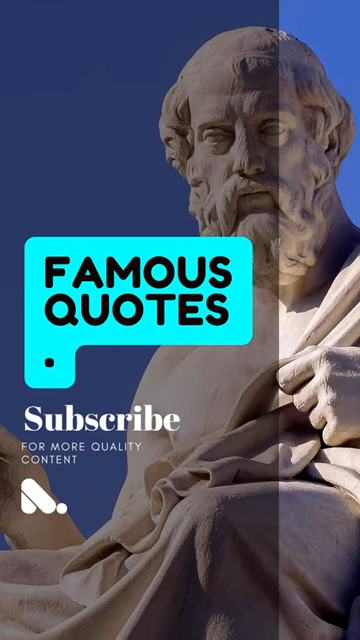 FAMOUS
QUOTES
.
Subscribe
FOR MORE QUALITY
CONTENT